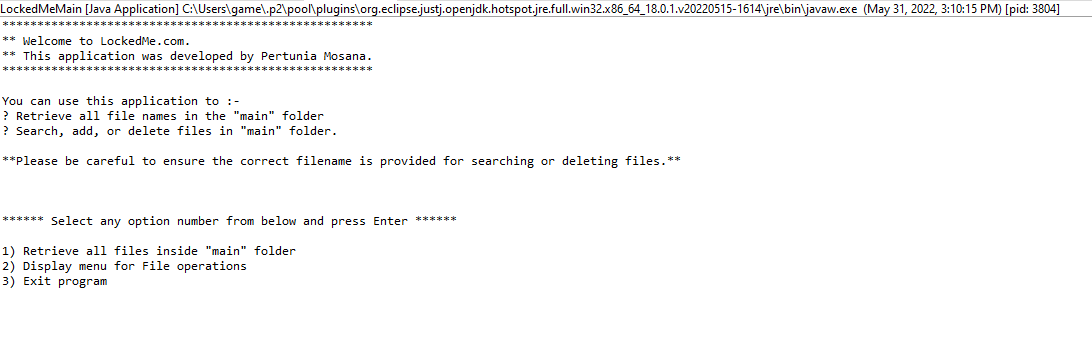 LockedMeMain [Java Application] C:\Users\game\.p2\pool\plugins\org.eclipse.justj.openjdk.hotspot.jre.full.win32.x86_64_18.0.1.v20220515-1614\jre\bin\javaw.exe (May 31, 2022, 3:10:15 PM) [pid: 3804]
*****************************************************
** Welcome to LockedMe.com.
** This application was developed by Pertunia Mosana.
*****************************************************
You can use this application to :-
? Retrieve all file names in the "main" folder
? Search, add, or delete files in "main" folder.
**Please be careful to ensure the correct filename is provided for searching or deleting files.**
****** Select any option number from below and press Enter ******
1) Retrieve all files inside "main" folder
2) Display menu for File operations
3) Exit program